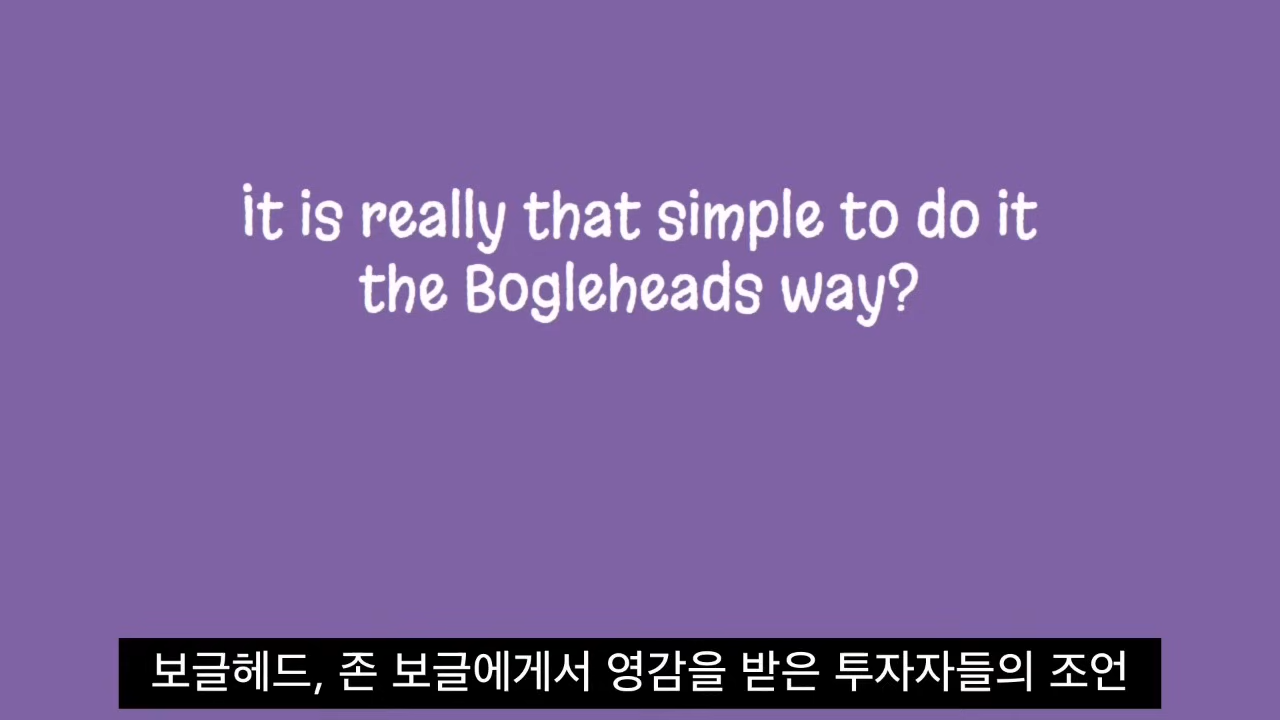 it is really that simple to do it
the Bogleheads way?
보글헤드, 존 보글에게서 영감을 받은 투자자들의 조언